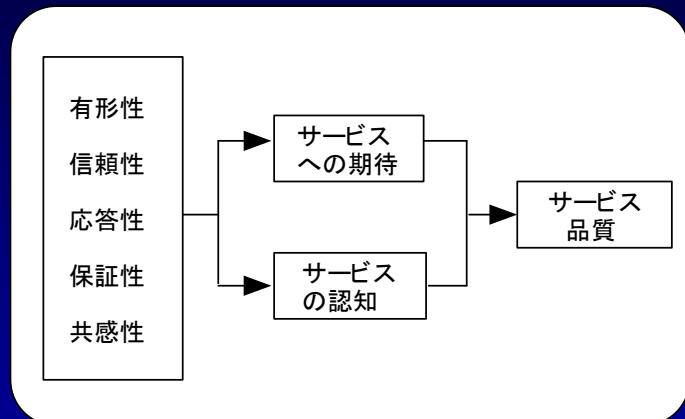 有形性
信頼性
応答性
保証性
共感性
サービス
への期待
サービス
の認知
サービス
品質